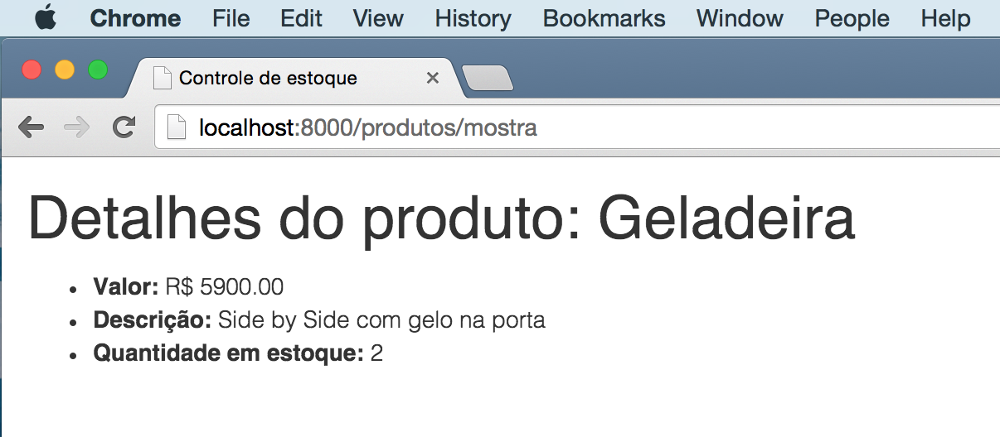 Chrome File Edit View History Bookmarks Window People Help
Controle de estoque
localhost:8000/produtos/mostra
Detalhes do produto: Geladeira
• Valor: R$ 5900.00
• Descrição: Side by Side com gelo na porta
• Quantidade em estoque: 2